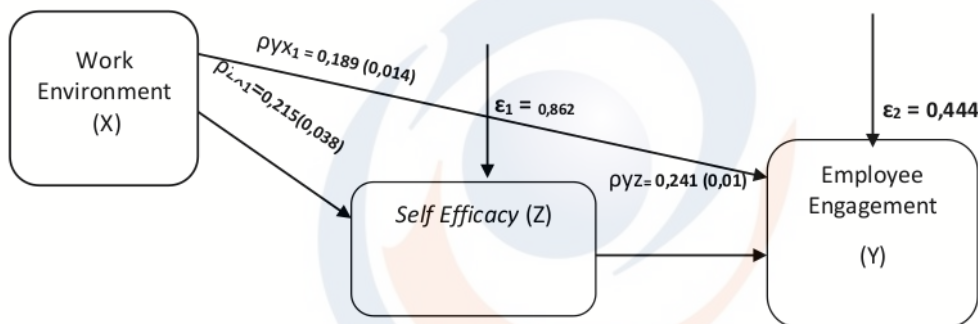 Work
Environment
(X)
ρyx₁ = 0,189 (0,014)
=0,215(0,038)
ε₁ = 0,862
ε₂ = 0,444
ρyz= 0,241 (0,01)
Self Efficacy (Z)
Employee
Engagement
(Y)